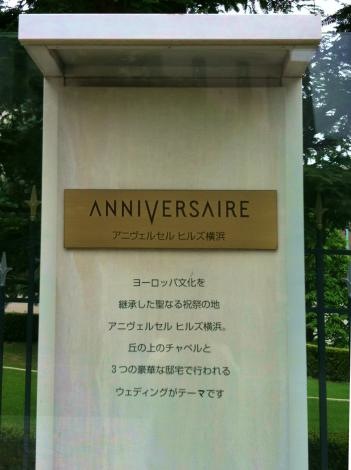 ANNIVERSAIRE
アニヴェルセル ヒルズ横浜
ヨーロッパ文化を
継承した聖なる祝祭の地
アニヴェルセル ヒルズ横浜。
丘の上のチャペルと
3つの豪華な邸宅で行われる
ウェディングがテーマです